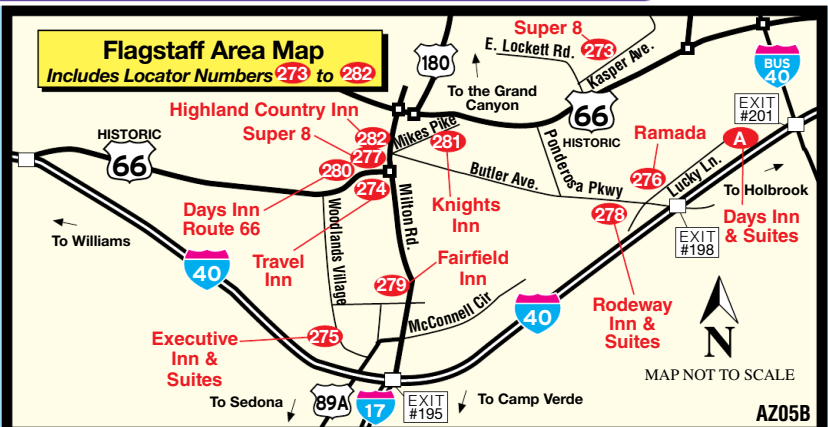 Flagstaff Area Map
Includes Locator Numbers 273 to 282
Super 8
273
E. Lockett Rd.
Kasper Ave.
180
To the Grand
Canyon
BUS
40
EXIT
#201
66
HISTORIC
Highland Country Inn
282
Mikes Pike
Super 8
277
281
Knights
Inn
HISTORIC
66
280
Days Inn
Route 66
274
Travel
Inn
Milton Rd.
Butler Ave.
Ponderosa Pkwy
Ramada
276
Lucky Ln.
A
Days Inn
& Suites
To Holbrook
278
Rodeway
Inn &
Suites
EXIT
#198
To Williams
40
Woodlands Village
279
Fairfield
Inn
McConnell Cir
40
Executive
Inn &
Suites
275
N
MAP NOT TO SCALE
To Sedona
89A
17
EXIT
#195
To Camp Verde
AZ05B